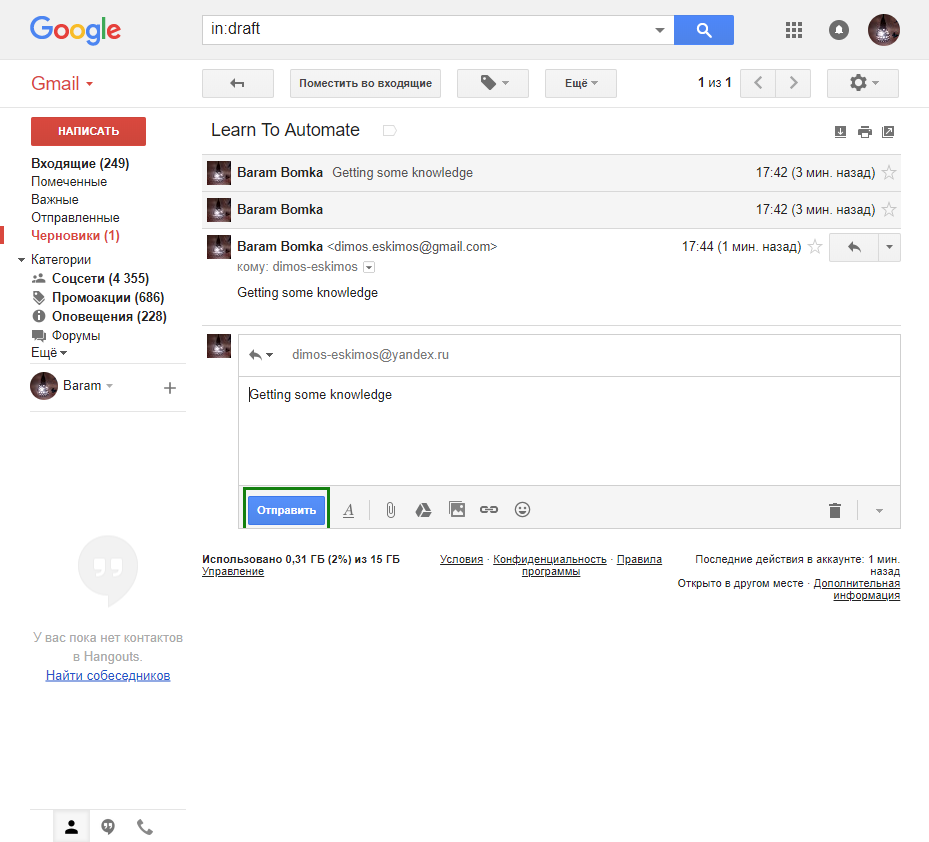 Google
in:draft
Gmail
Поместить во входящие
Ещё
1 из 1
НАПИСАТЬ
Входящие (249)
Помеченные
Важные
Отправленные
Черновики (1)
Категории
Соцсети (4 355)
Промоакции (686)
Оповещения (228)
Форумы
Ещё
Baram
Learn To Automate
Baram Bomka Getting some knowledge 17:42 (3 мин. назад)
Baram Bomka 17:42 (3 мин. назад)
Baram Bomka <dimos.eskimos@gmail.com> 17:44 (1 мин. назад)
кому: dimos-eskimos
Getting some knowledge
dimos-eskimos@yandex.ru
Getting some knowledge
Отправить
A
Использовано 0,31 ГБ (2%) из 15 ГБ
Управление
Условия · Конфиденциальность · Правила
программы
Последние действия в аккаунте: 1 мин.
назад
Открыто в другом месте · Дополнительная
информация
У вас пока нет контактов
в Hangouts.
Найти собеседников